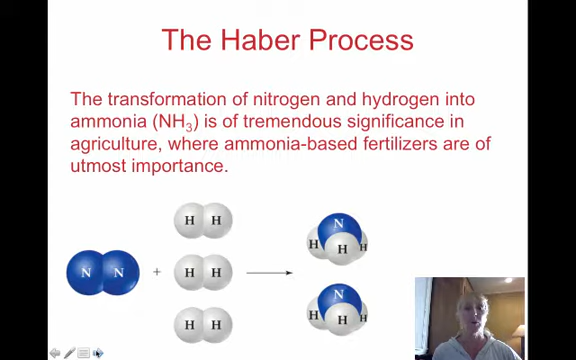 The Haber Process
The transformation of nitrogen and hydrogen into
ammonia (NH₃) is of tremendous significance in
agriculture, where ammonia-based fertilizers are of
utmost importance.
H H
N
H H H
N N + H H
N
H H H
H H